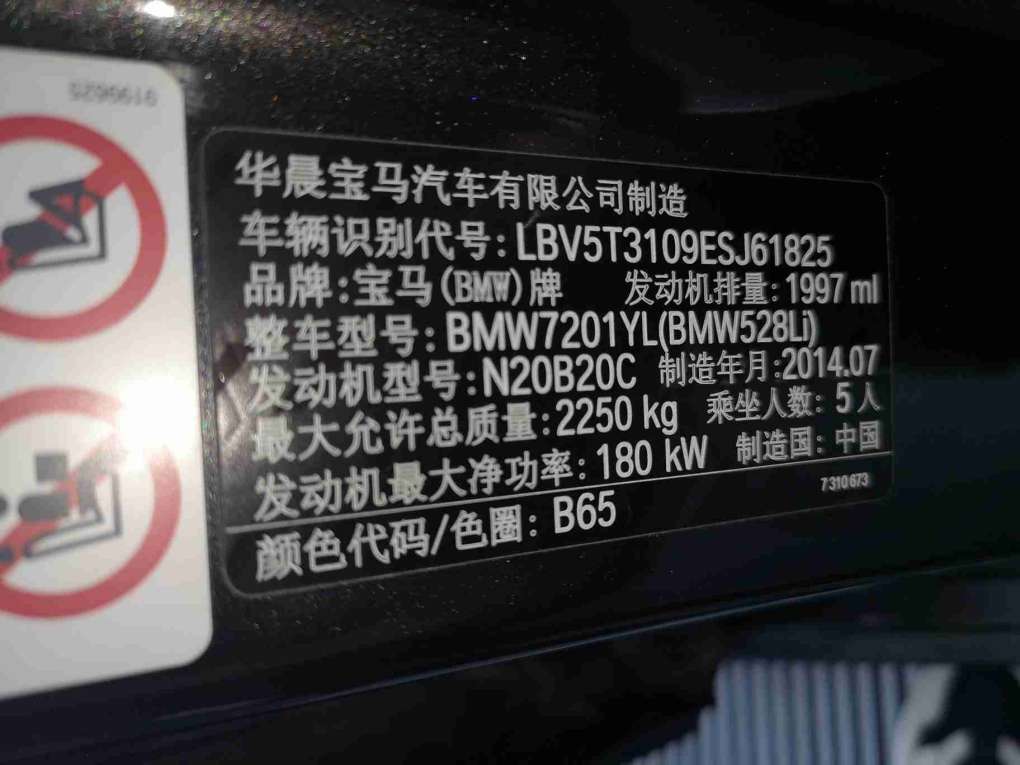 9196625
华晨宝马汽车有限公司制造
车辆识别代号: LBV5T3109ESJ61825
品牌: 宝马(BMW)牌 发动机排量: 1997 ml
整车型号: BMW7201YL(BMW528Li)
发动机型号: N20B20C 制造年月: 2014.07
最大允许总质量: 2250 kg 乘坐人数: 5人
发动机最大净功率: 180 kW 制造国: 中国
7310673
颜色代码/色圈: B65